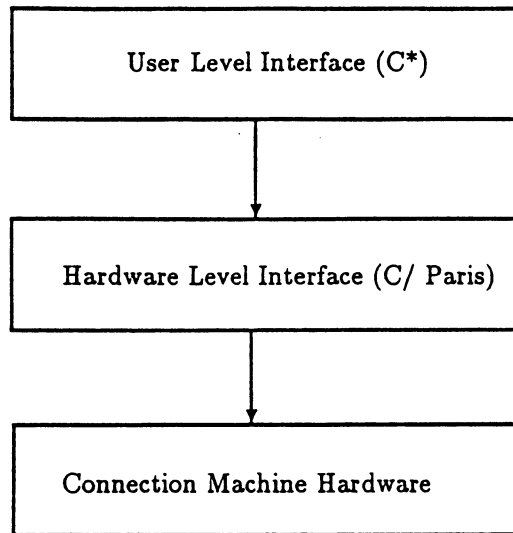 User Level Interface (C*)
Hardware Level Interface (C/ Paris)
Connection Machine Hardware